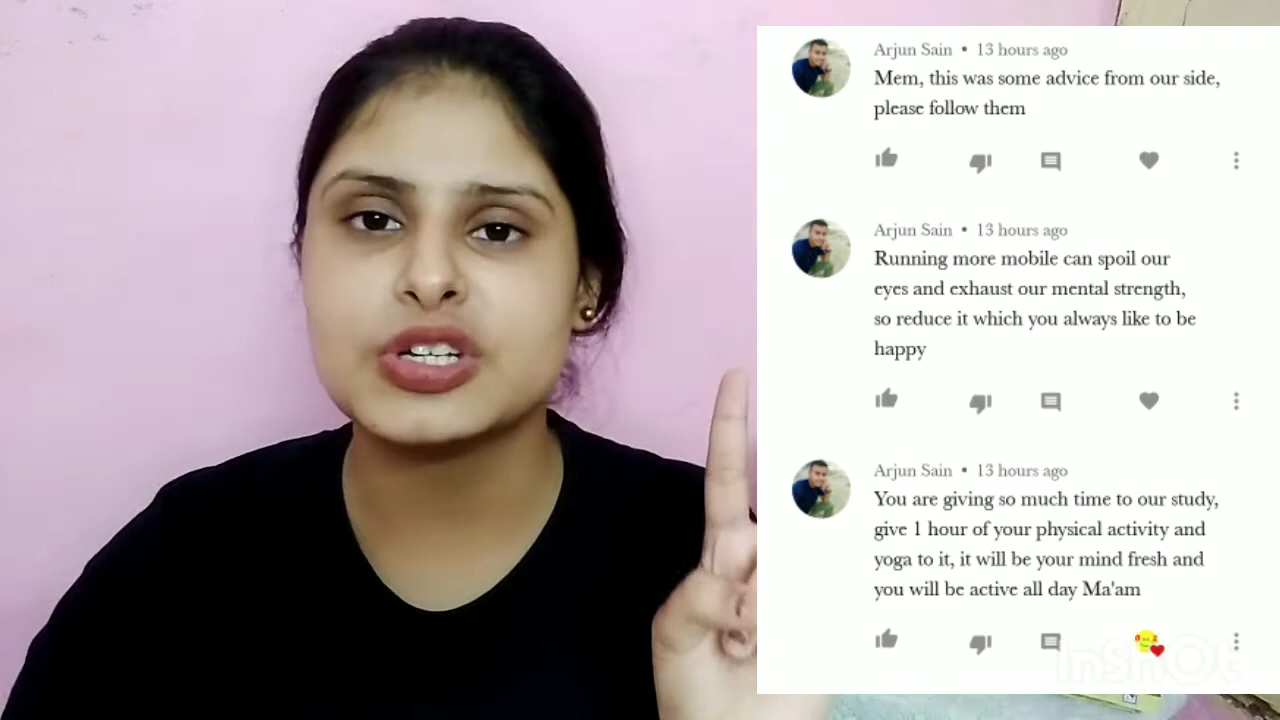 Arjun Sain • 13 hours ago
Mem, this was some advice from our side,
please follow them
Arjun Sain • 13 hours ago
Running more mobile can spoil our
eyes and exhaust our mental strength,
so reduce it which you always like to be
happy
Arjun Sain • 13 hours ago
You are giving so much time to our study,
give 1 hour of your physical activity and
yoga to it, it will be your mind fresh and
you will be active all day Ma'am
InShOt